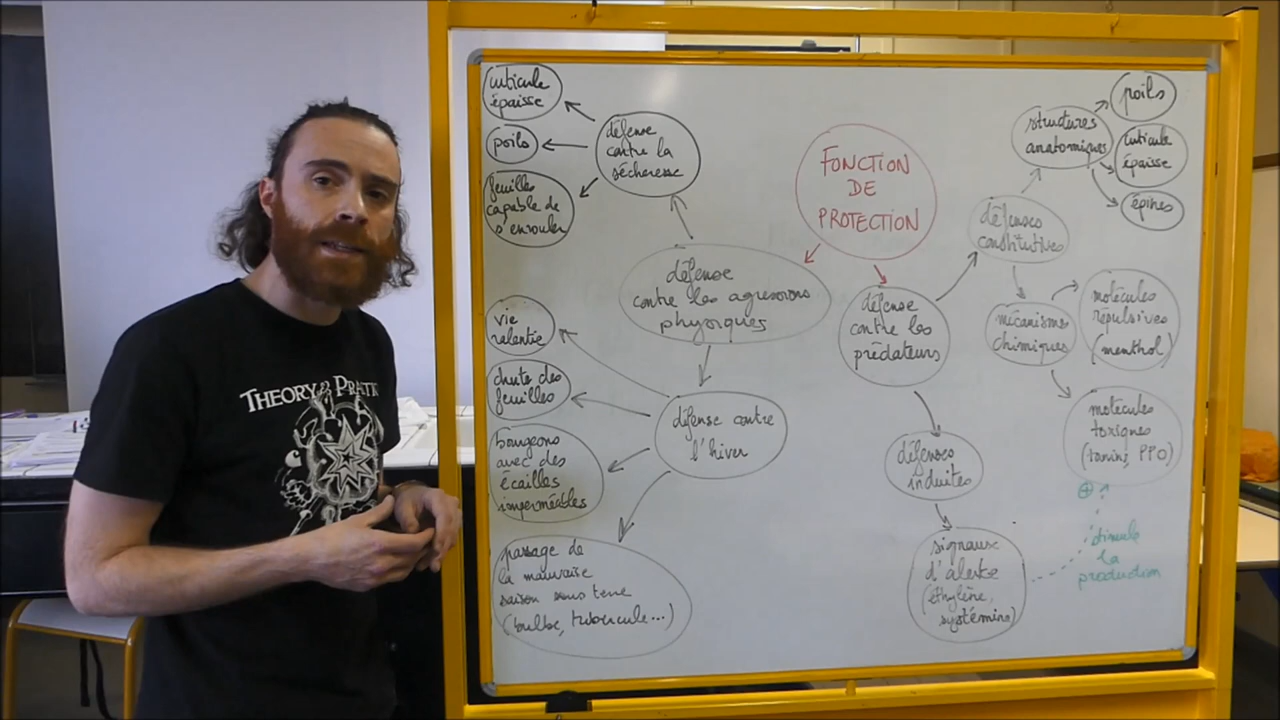 THEORY Ø PRATIC
cuticule
épaisse
poils
feuilles
capable de
s'enrouler
défense
contre la
sécheresse
défense
contre les agressions
physiques
vie
ralentie
chute des
feuilles
bourgeons
avec des
écailles
imperméables
passage de
la mauvaise
saison sous terre
(bulbe, tubercule...)
défense contre
l'hiver
FONCTION
DE
PROTECTION
défense
contre les
prédateurs
défenses
constitutives
structures
anatomiques
poils
cuticule
épaisse
épines
mécanismes
chimiques
molécules
répulsives
(menthol)
molécules
toxiques
(tanins, PPO)
défenses
induites
signaux
d'alerte
(éthylène,
systémine)
⊕
stimule
la
production